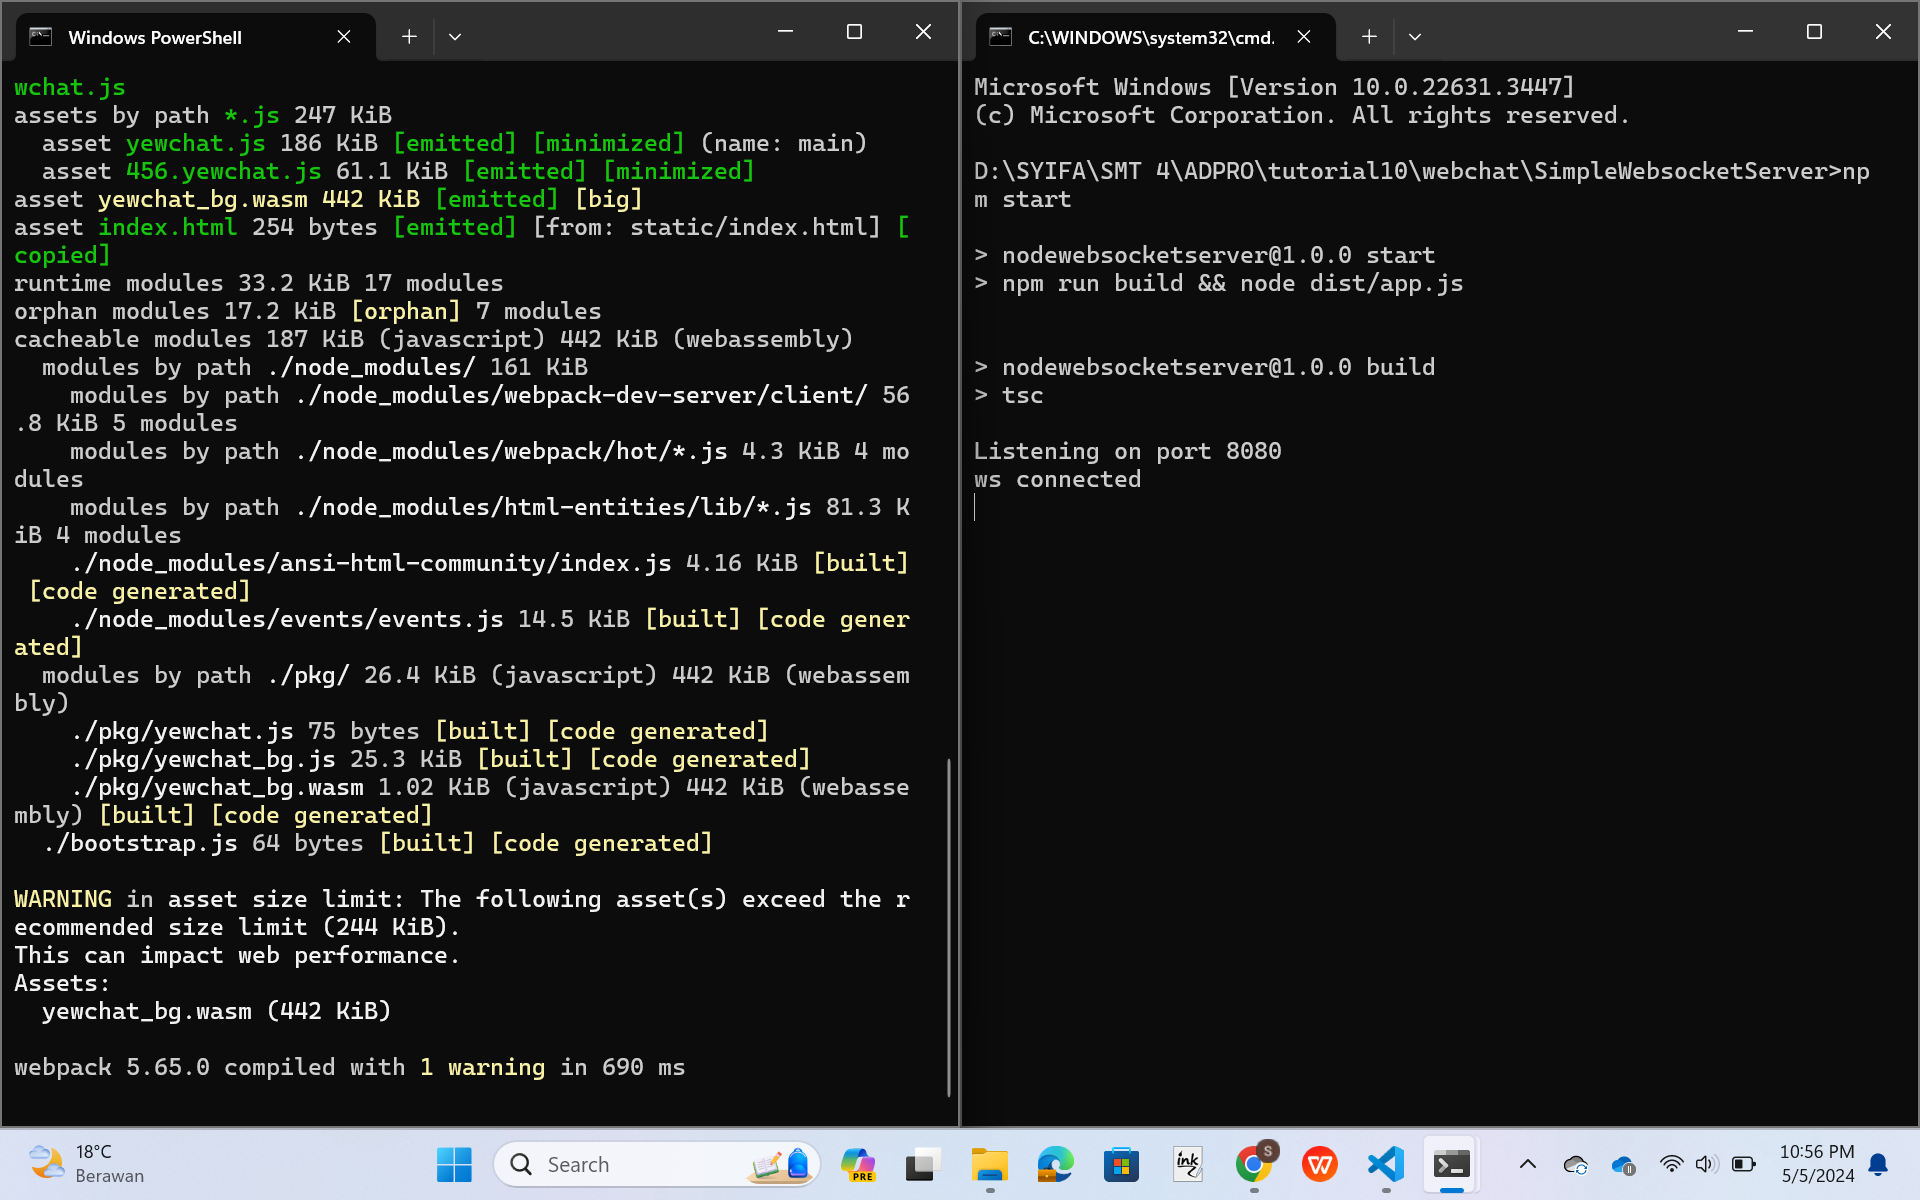 Windows PowerShell
wchat.js
assets by path *.js 247 KiB
  asset yewchat.js 186 KiB [emitted] [minimized] (name: main)
  asset 456.yewchat.js 61.1 KiB [emitted] [minimized]
asset yewchat_bg.wasm 442 KiB [emitted] [big]
asset index.html 254 bytes [emitted] [from: static/index.html] [
copied]
runtime modules 33.2 KiB 17 modules
orphan modules 17.2 KiB [orphan] 7 modules
cacheable modules 187 KiB (javascript) 442 KiB (webassembly)
  modules by path ./node_modules/ 161 KiB
    modules by path ./node_modules/webpack-dev-server/client/ 56
.8 KiB 5 modules
    modules by path ./node_modules/webpack/hot/*.js 4.3 KiB 4 mo
dules
    modules by path ./node_modules/html-entities/lib/*.js 81.3 K
iB 4 modules
    ./node_modules/ansi-html-community/index.js 4.16 KiB [built]
 [code generated]
    ./node_modules/events/events.js 14.5 KiB [built] [code gener
ated]
  modules by path ./pkg/ 26.4 KiB (javascript) 442 KiB (webassem
bly)
    ./pkg/yewchat.js 75 bytes [built] [code generated]
    ./pkg/yewchat_bg.js 25.3 KiB [built] [code generated]
    ./pkg/yewchat_bg.wasm 1.02 KiB (javascript) 442 KiB (webasse
mbly) [built] [code generated]
  ./bootstrap.js 64 bytes [built] [code generated]
WARNING in asset size limit: The following asset(s) exceed the r
ecommended size limit (244 KiB).
This can impact web performance.
Assets:
  yewchat_bg.wasm (442 KiB)
webpack 5.65.0 compiled with 1 warning in 690 ms
C:\WINDOWS\system32\cmd.
Microsoft Windows [Version 10.0.22631.3447]
(c) Microsoft Corporation. All rights reserved.
D:\SYIFA\SMT 4\ADPRO\tutorial10\webchat\SimpleWebsocketServer>np
m start
> nodewebsocketserver@1.0.0 start
> npm run build && node dist/app.js
> nodewebsocketserver@1.0.0 build
> tsc
Listening on port 8080
ws connected
18°C
Berawan
Search
PRE
ink
S
W
10:56 PM
5/5/2024